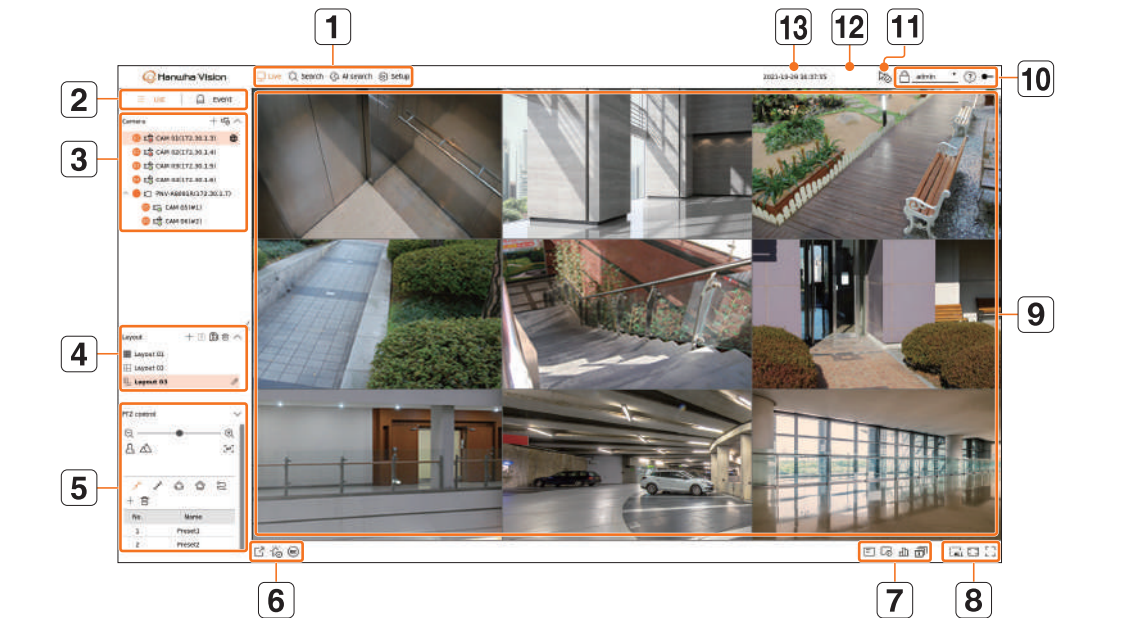 1
13
12
11
Hanwha Vision
Live Search AI search Setup
2023-10-29 16:37:55
admin
10
2
List Event
3
Camera
CAM 01(172.30.1.3)
CAM 02(172.30.1.4)
CAM 03(172.30.1.5)
CAM 04(172.30.1.6)
PNV-A9081R(172.30.1.7)
CAM 05(#1)
CAM 06(#2)
9
4
Layout
Layout 01
Layout 02
Layout 03
5
PTZ control
No. Name
1 Preset1
2 Preset2
6
7
8